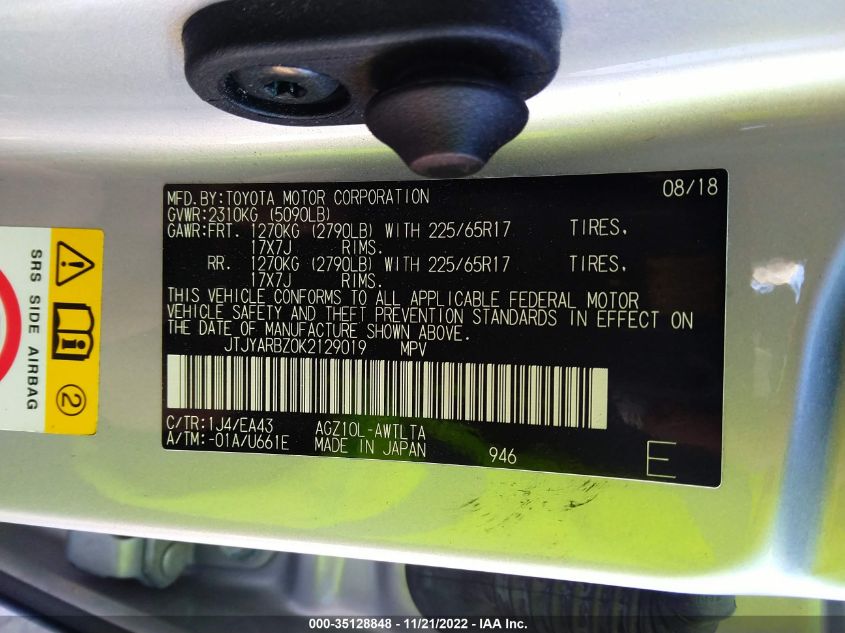 MFD.BY:TOYOTA MOTOR CORPORATION 08/18
GVWR:2310KG (5090LB)
GAWR:FRT. 1270KG (2790LB) WITH 225/65R17 TIRES,
17X7J RIMS.
RR. 1270KG (2790LB) WITH 225/65R17 TIRES,
17X7J RIMS.
THIS VEHICLE CONFORMS TO ALL APPLICABLE FEDERAL MOTOR
VEHICLE SAFETY AND THEFT PREVENTION STANDARDS IN EFFECT ON
THE DATE OF MANUFACTURE SHOWN ABOVE.
JTJYARBZ0K2129019 MPV
C/TR:1J4/EA43 AGZ10L-AWTLTA
A/TM:-01A/U661E MADE IN JAPAN 946 E
SRS SIDE AIRBAG
2
000-35128848 - 11/21/2022 - IAA Inc.